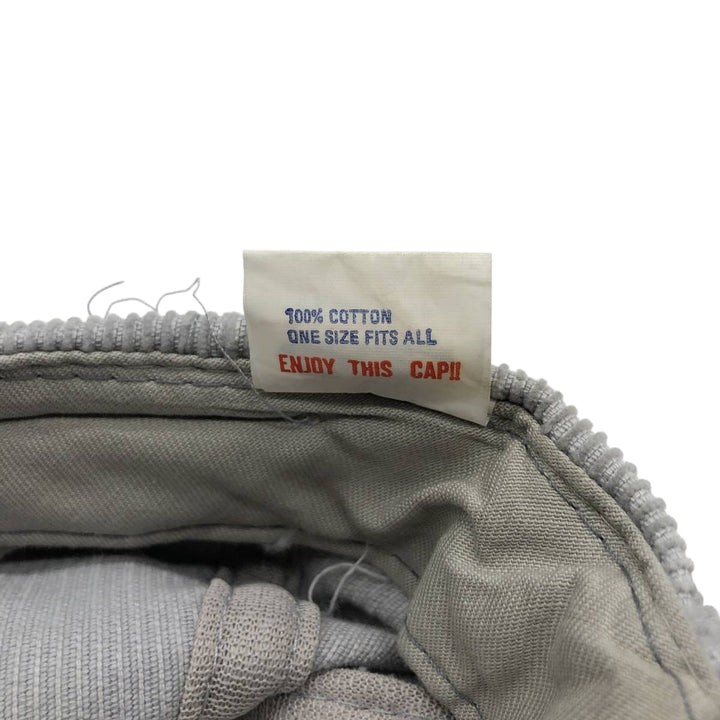 100% COTTON
ONE SIZE FITS ALL
ENJOY THIS CAP!!